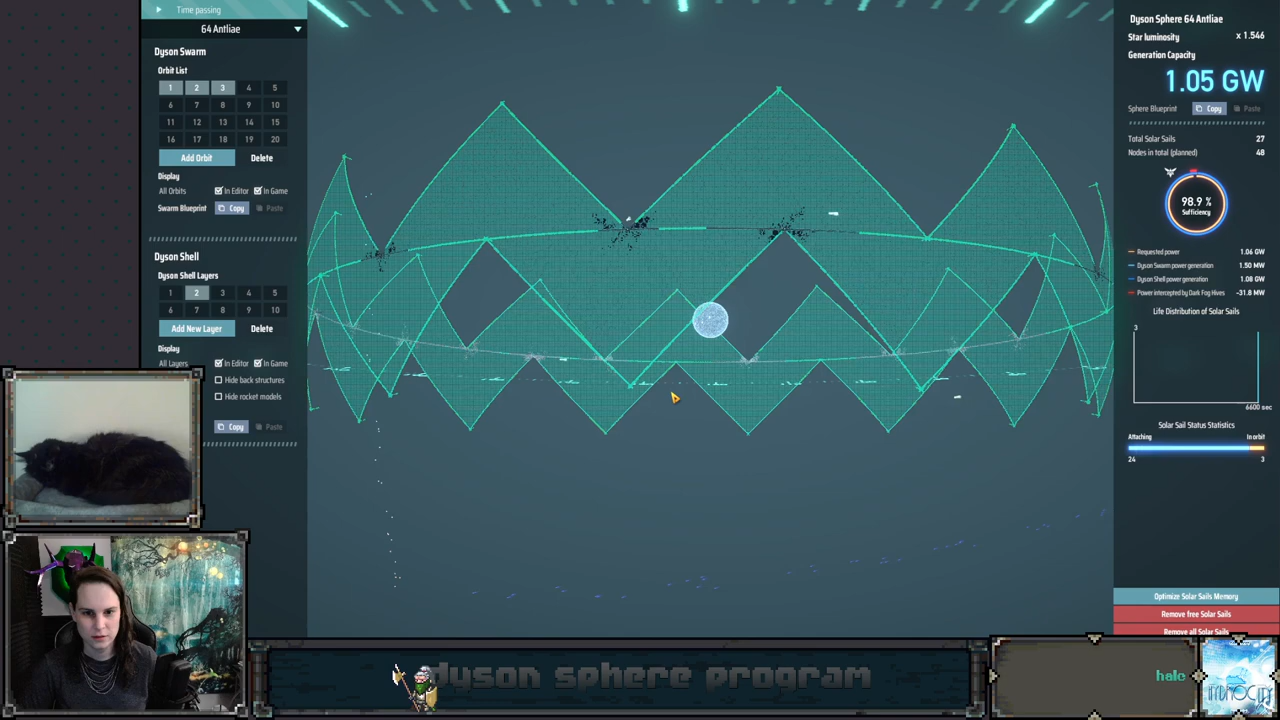 Time passing
64 Antliae
Dyson Swarm
Orbit List
1 2 3 4 5
6 7 8 9 10
11 12 13 14 15
16 17 18 19 20
Add Orbit Delete
Display
All Orbits In Editor In Game
Swarm Blueprint Copy Paste
Dyson Shell
Dyson Shell Layers
1 2 3 4 5
6 7 8 9 10
Add New Layer Delete
Display
All Layers In Editor In Game
Hide back structures
Hide rocket models
Copy Paste
Dyson Sphere 64 Antliae
Star luminosity x 1.546
Generation Capacity
1.05 GW
Sphere Blueprint Copy Paste
Total Solar Sails 27
Nodes in total (planned) 48
98.9 %
Sufficiency
Requested power 1.06 GW
Dyson Swarm power generation 1.50 MW
Dyson Shell power generation 1.08 GW
Power intercepted by Dark Fog Hives -31.8 MW
Life Distribution of Solar Sails
3
6600 sec
Solar Sail Status Statistics
Attaching In orbit
24 3
Optimize Solar Sails Memory
Remove free Solar Sails
Remove all Solar Sails
dyson sphere program
halc
HYDROCITY